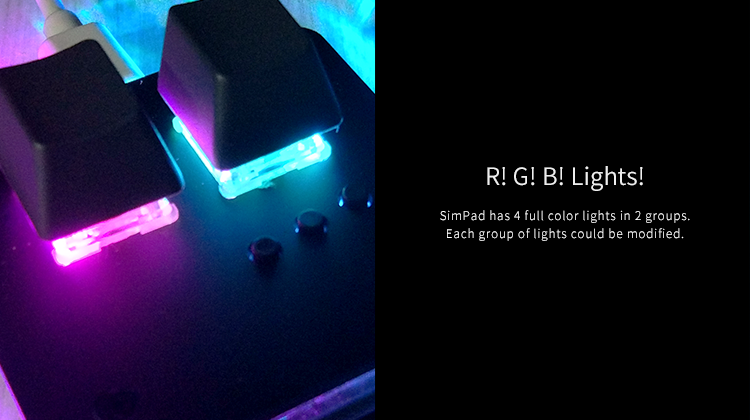 R! G! B! Lights!
SimPad has 4 full color lights in 2 groups.
Each group of lights could be modified.